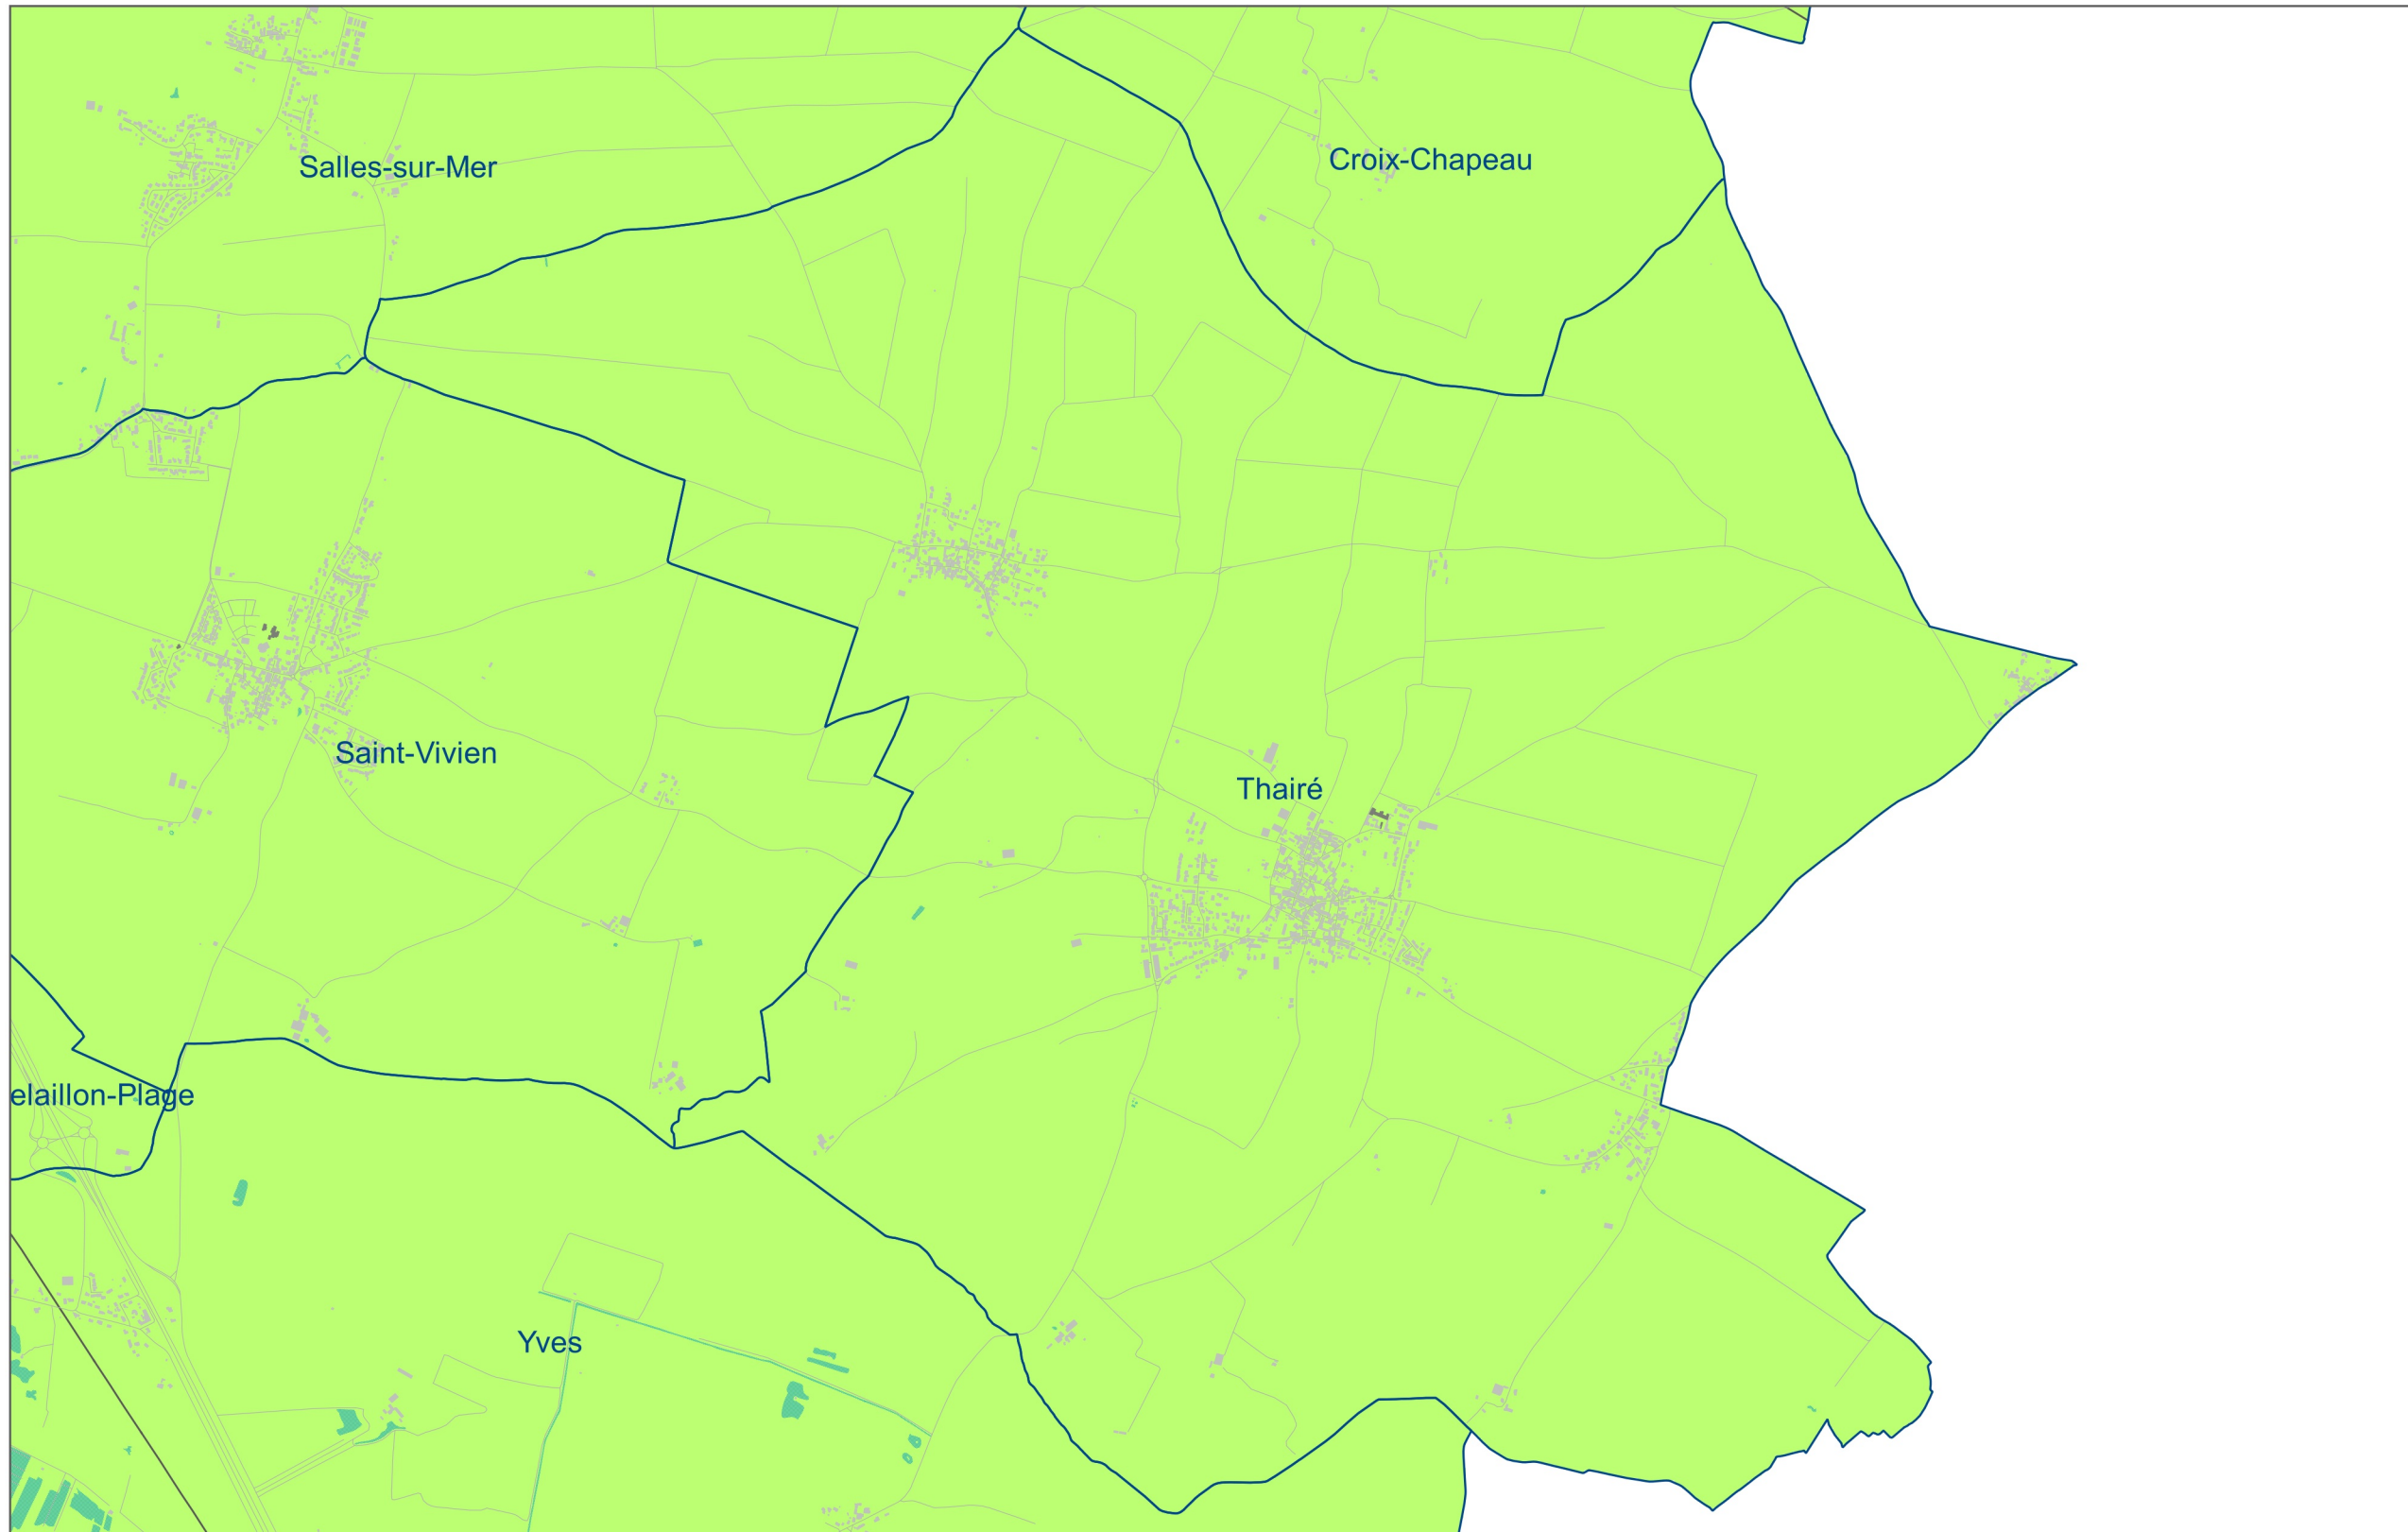 Croix-Chapeau
Salles-sur-Mer
Saint-Vivien
Thairé
elaillon-Plage
Yves